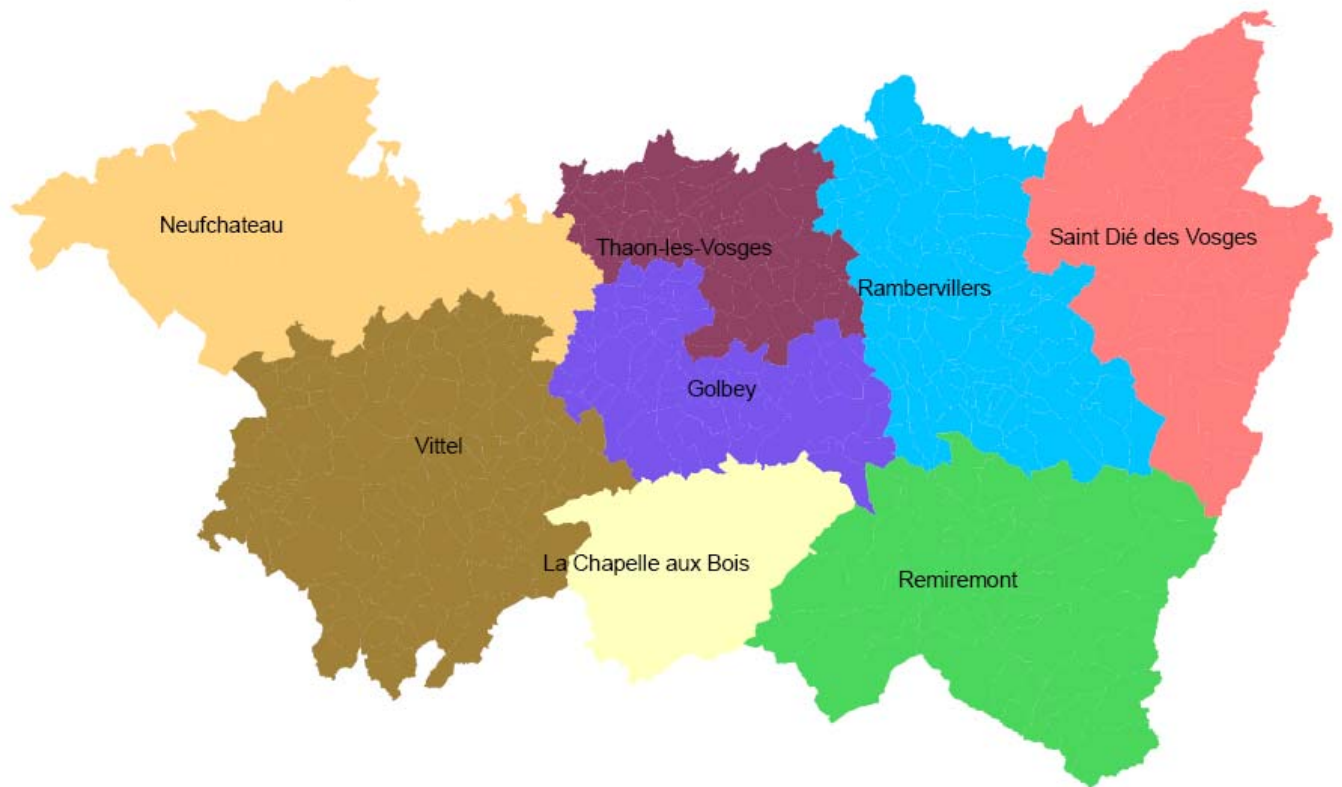 Neufchateau
Thaon-les-Vosges
Saint Dié des Vosges
Rambervillers
Golbey
Vittel
La Chapelle aux Bois
Remiremont